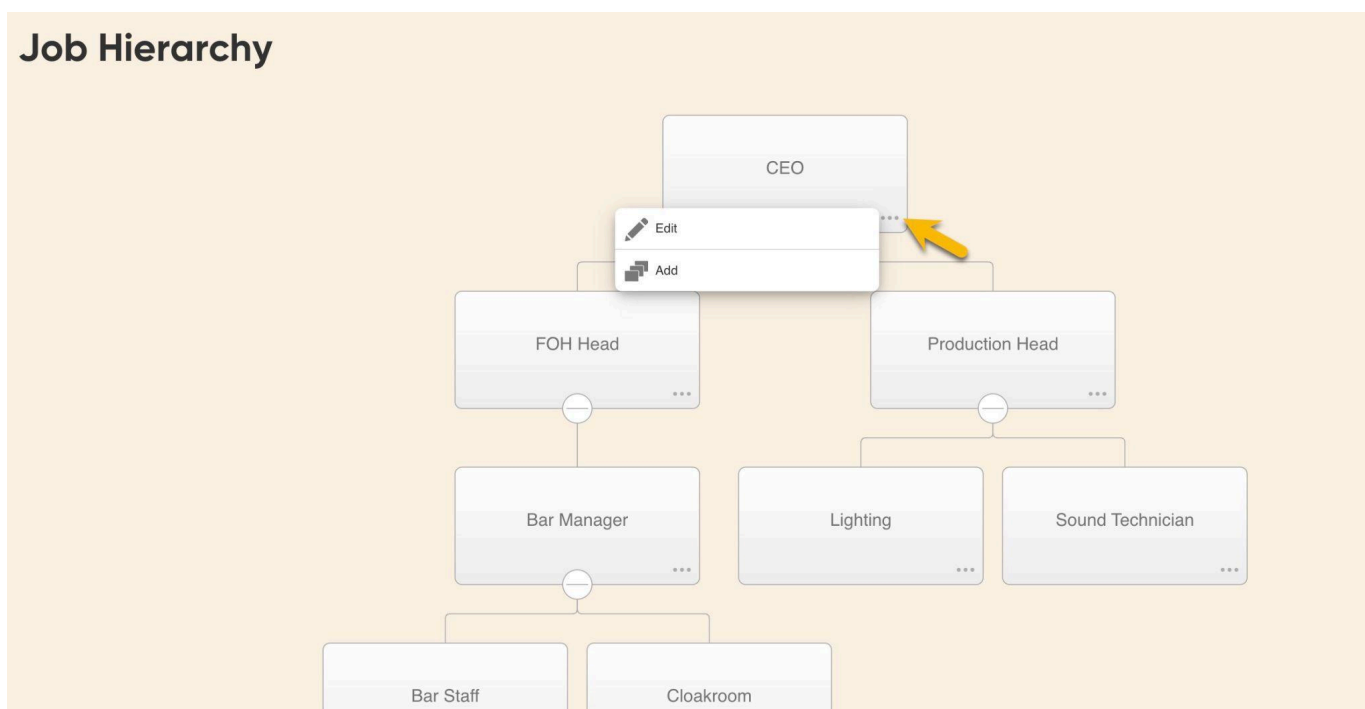 Job Hierarchy
CEO
Edit
Add
FOH Head
Production Head
Bar Manager
Lighting
Sound Technician
Bar Staff
Cloakroom